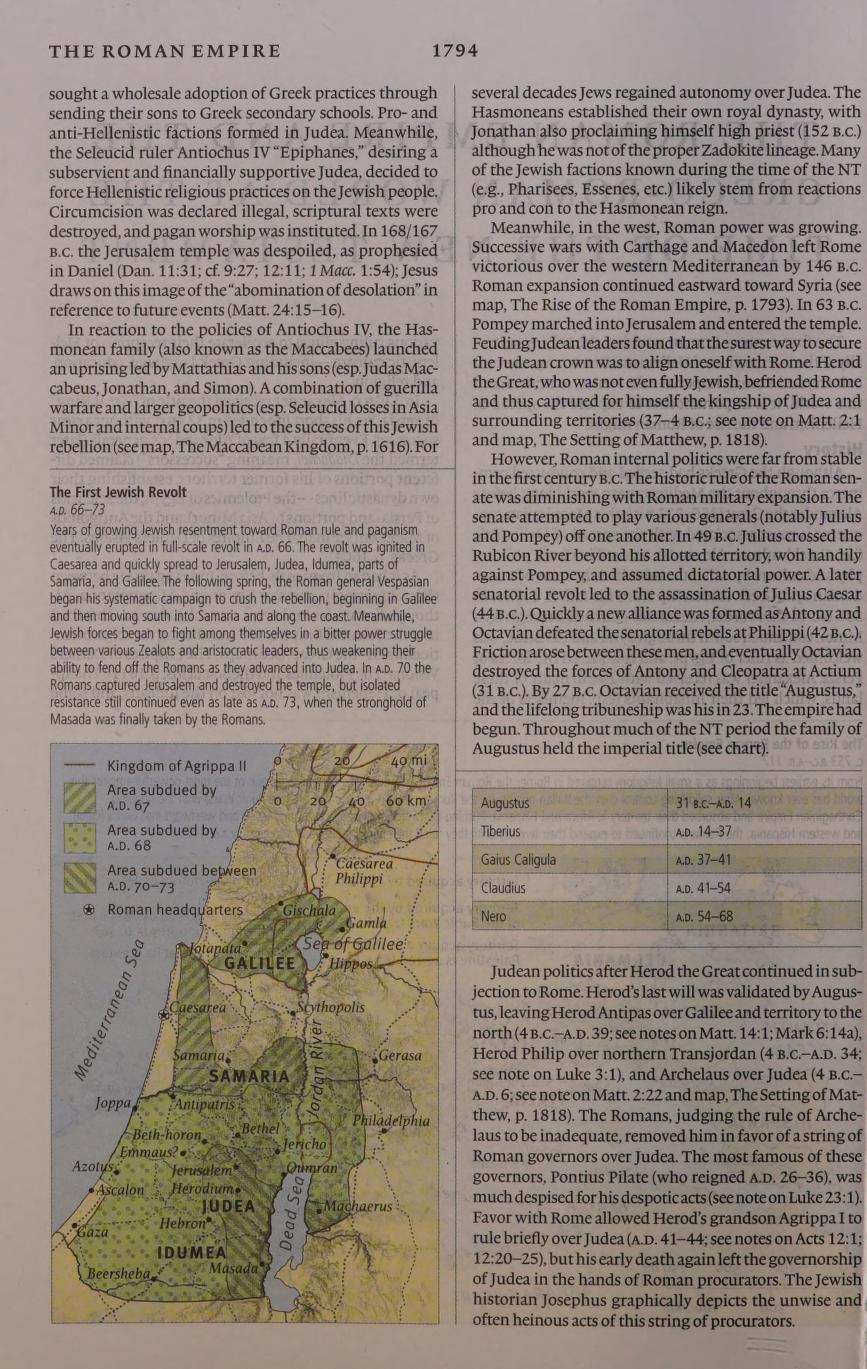 THE ROMAN EMPIRE
1794
sought a wholesale adoption of Greek practices through
sending their sons to Greek secondary schools. Pro- and
anti-Hellenistic factions formed in Judea. Meanwhile,
the Seleucid ruler Antiochus IV “Epiphanes,” desiring a
subservient and financially supportive Judea, decided to
force Hellenistic religious practices on the Jewish people.
Circumcision was declared illegal, scriptural texts were
destroyed, and pagan worship was instituted. In 168/167
B.C. the Jerusalem temple was despoiled, as prophesied
in Daniel (Dan. 11:31; cf. 9:27; 12:11; 1 Macc. 1:54); Jesus
draws on this image of the “abomination of desolation” in
reference to future events (Matt. 24:15–16).
In reaction to the policies of Antiochus IV, the Has-
monean family (also known as the Maccabees) launched
an uprising led by Mattathias and his sons (esp. Judas Mac-
cabeus, Jonathan, and Simon). A combination of guerilla
warfare and larger geopolitics (esp. Seleucid losses in Asia
Minor and internal coups) led to the success of this Jewish
rebellion (see map, The Maccabean Kingdom, p. 1616). For
The First Jewish Revolt
A.D. 66–73
Years of growing Jewish resentment toward Roman rule and paganism
eventually erupted in full-scale revolt in A.D. 66. The revolt was ignited in
Caesarea and quickly spread to Jerusalem, Judea, Idumea, parts of
Samaria, and Galilee. The following spring, the Roman general Vespasian
began his systematic campaign to crush the rebellion, beginning in Galilee
and then moving south into Samaria and along the coast. Meanwhile,
Jewish forces began to fight among themselves in a bitter power struggle
between various Zealots and aristocratic leaders, thus weakening their
ability to fend off the Romans as they advanced into Judea. In A.D. 70 the
Romans captured Jerusalem and destroyed the temple, but isolated
resistance still continued even as late as A.D. 73, when the stronghold of
Masada was finally taken by the Romans.
Kingdom of Agrippa II
Area subdued by
A.D. 67
Area subdued by
A.D. 68
Area subdued between
A.D. 70–73
Roman headquarters
0 20 40 mi
0 20 40 60 km
Caesarea
Philippi
Gischala
Gamla
Jotapata
Sea of Galilee
GALILEE
Hippos
Mediterranean Sea
Caesarea
Scythopolis
Samaria
Gerasa
SAMARIA
Jordan River
Joppa
Antipatris
Philadelphia
Beth-horon
Bethel
Emmaus?
Jericho
Azotus
Jerusalem
Qumran
Ascalon
Herodium
JUDEA
Machaerus
Gaza
Hebron
Dead Sea
IDUMEA
Beersheba
Masada
several decades Jews regained autonomy over Judea. The
Hasmoneans established their own royal dynasty, with
Jonathan also proclaiming himself high priest (152 B.C.)
although he was not of the proper Zadokite lineage. Many
of the Jewish factions known during the time of the NT
(e.g., Pharisees, Essenes, etc.) likely stem from reactions
pro and con to the Hasmonean reign.
Meanwhile, in the west, Roman power was growing.
Successive wars with Carthage and Macedon left Rome
victorious over the western Mediterranean by 146 B.C.
Roman expansion continued eastward toward Syria (see
map, The Rise of the Roman Empire, p. 1793). In 63 B.C.
Pompey marched into Jerusalem and entered the temple.
Feuding Judean leaders found that the surest way to secure
the Judean crown was to align oneself with Rome. Herod
the Great, who was not even fully Jewish, befriended Rome
and thus captured for himself the kingship of Judea and
surrounding territories (37–4 B.C.; see note on Matt. 2:1
and map, The Setting of Matthew, p. 1818).
However, Roman internal politics were far from stable
in the first century B.C. The historic rule of the Roman sen-
ate was diminishing with Roman military expansion. The
senate attempted to play various generals (notably Julius
and Pompey) off one another. In 49 B.C. Julius crossed the
Rubicon River beyond his allotted territory, won handily
against Pompey, and assumed dictatorial power. A later
senatorial revolt led to the assassination of Julius Caesar
(44 B.C.). Quickly a new alliance was formed as Antony and
Octavian defeated the senatorial rebels at Philippi (42 B.C.).
Friction arose between these men, and eventually Octavian
destroyed the forces of Antony and Cleopatra at Actium
(31 B.C.). By 27 B.C. Octavian received the title “Augustus,”
and the lifelong tribuneship was his in 23. The empire had
begun. Throughout much of the NT period the family of
Augustus held the imperial title (see chart).
Augustus 31 B.C.–A.D. 14
Tiberius A.D. 14–37
Gaius Caligula A.D. 37–41
Claudius A.D. 41–54
Nero A.D. 54–68
Judean politics after Herod the Great continued in sub-
jection to Rome. Herod’s last will was validated by Augus-
tus, leaving Herod Antipas over Galilee and territory to the
north (4 B.C.–A.D. 39; see notes on Matt. 14:1; Mark 6:14a),
Herod Philip over northern Transjordan (4 B.C.–A.D. 34;
see note on Luke 3:1), and Archelaus over Judea (4 B.C.–
A.D. 6; see note on Matt. 2:22 and map, The Setting of Mat-
thew, p. 1818). The Romans, judging the rule of Arche-
laus to be inadequate, removed him in favor of a string of
Roman governors over Judea. The most famous of these
governors, Pontius Pilate (who reigned A.D. 26–36), was
much despised for his despotic acts (see note on Luke 23:1).
Favor with Rome allowed Herod’s grandson Agrippa I to
rule briefly over Judea (A.D. 41–44; see notes on Acts 12:1;
12:20–25), but his early death again left the governorship
of Judea in the hands of Roman procurators. The Jewish
historian Josephus graphically depicts the unwise and
often heinous acts of this string of procurators.